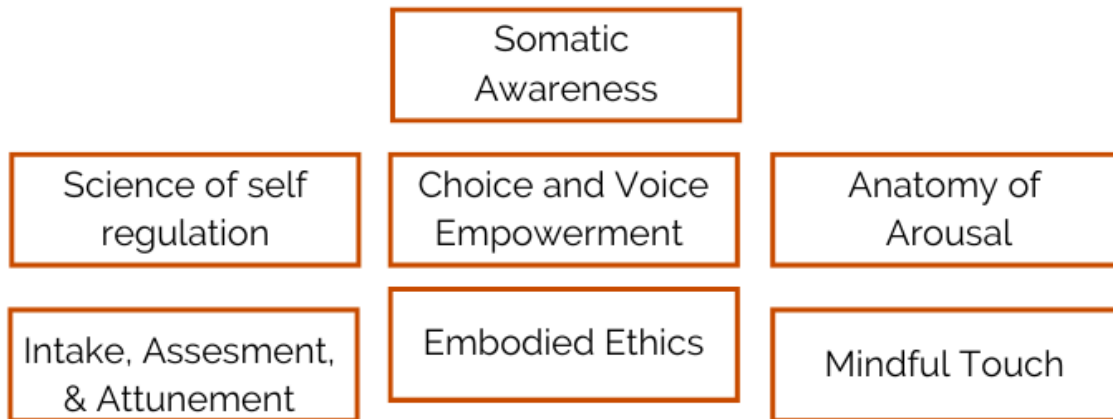 Somatic
Awareness
Science of self
regulation
Choice and Voice
Empowerment
Anatomy of
Arousal
Intake, Assesment,
& Attunement
Embodied Ethics
Mindful Touch